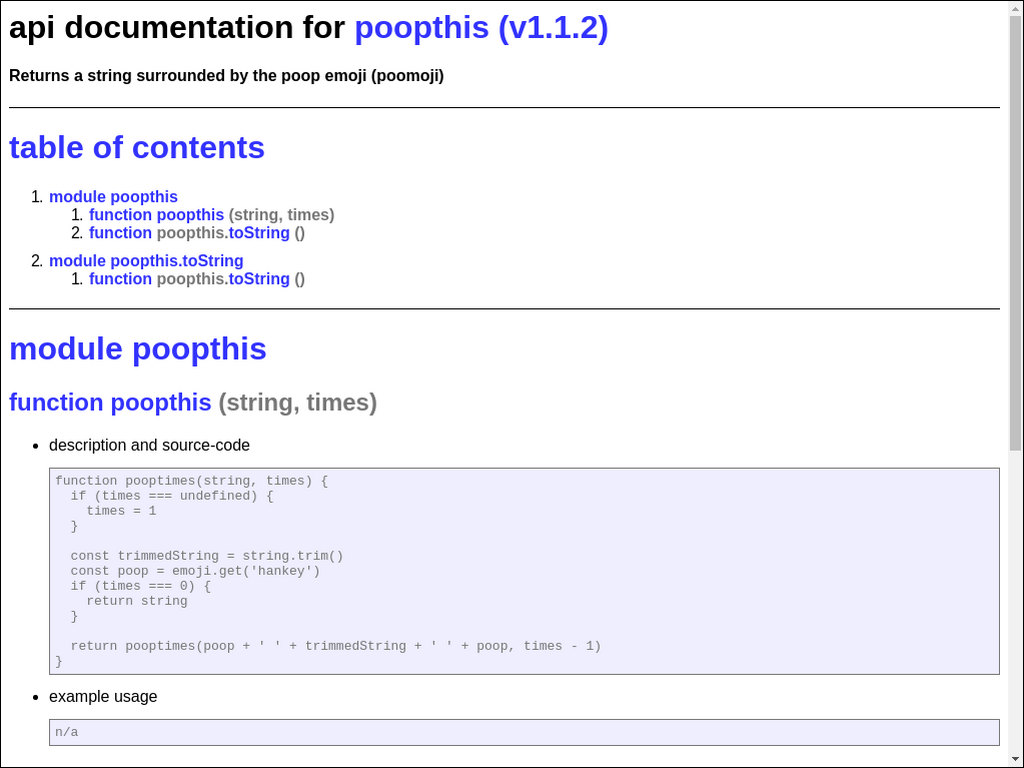 api documentation for poopthis (v1.1.2)
Returns a string surrounded by the poop emoji (poomoji)
table of contents
1. module poopthis
1. function poopthis (string, times)
2. function poopthis.toString ()
2. module poopthis.toString
1. function poopthis.toString ()
module poopthis
function poopthis (string, times)
• description and source-code
function pooptimes(string, times) {
  if (times === undefined) {
    times = 1
  }
  const trimmedString = string.trim()
  const poop = emoji.get('hankey')
  if (times === 0) {
    return string
  }
  return pooptimes(poop + ' ' + trimmedString + ' ' + poop, times - 1)
}
• example usage
n/a